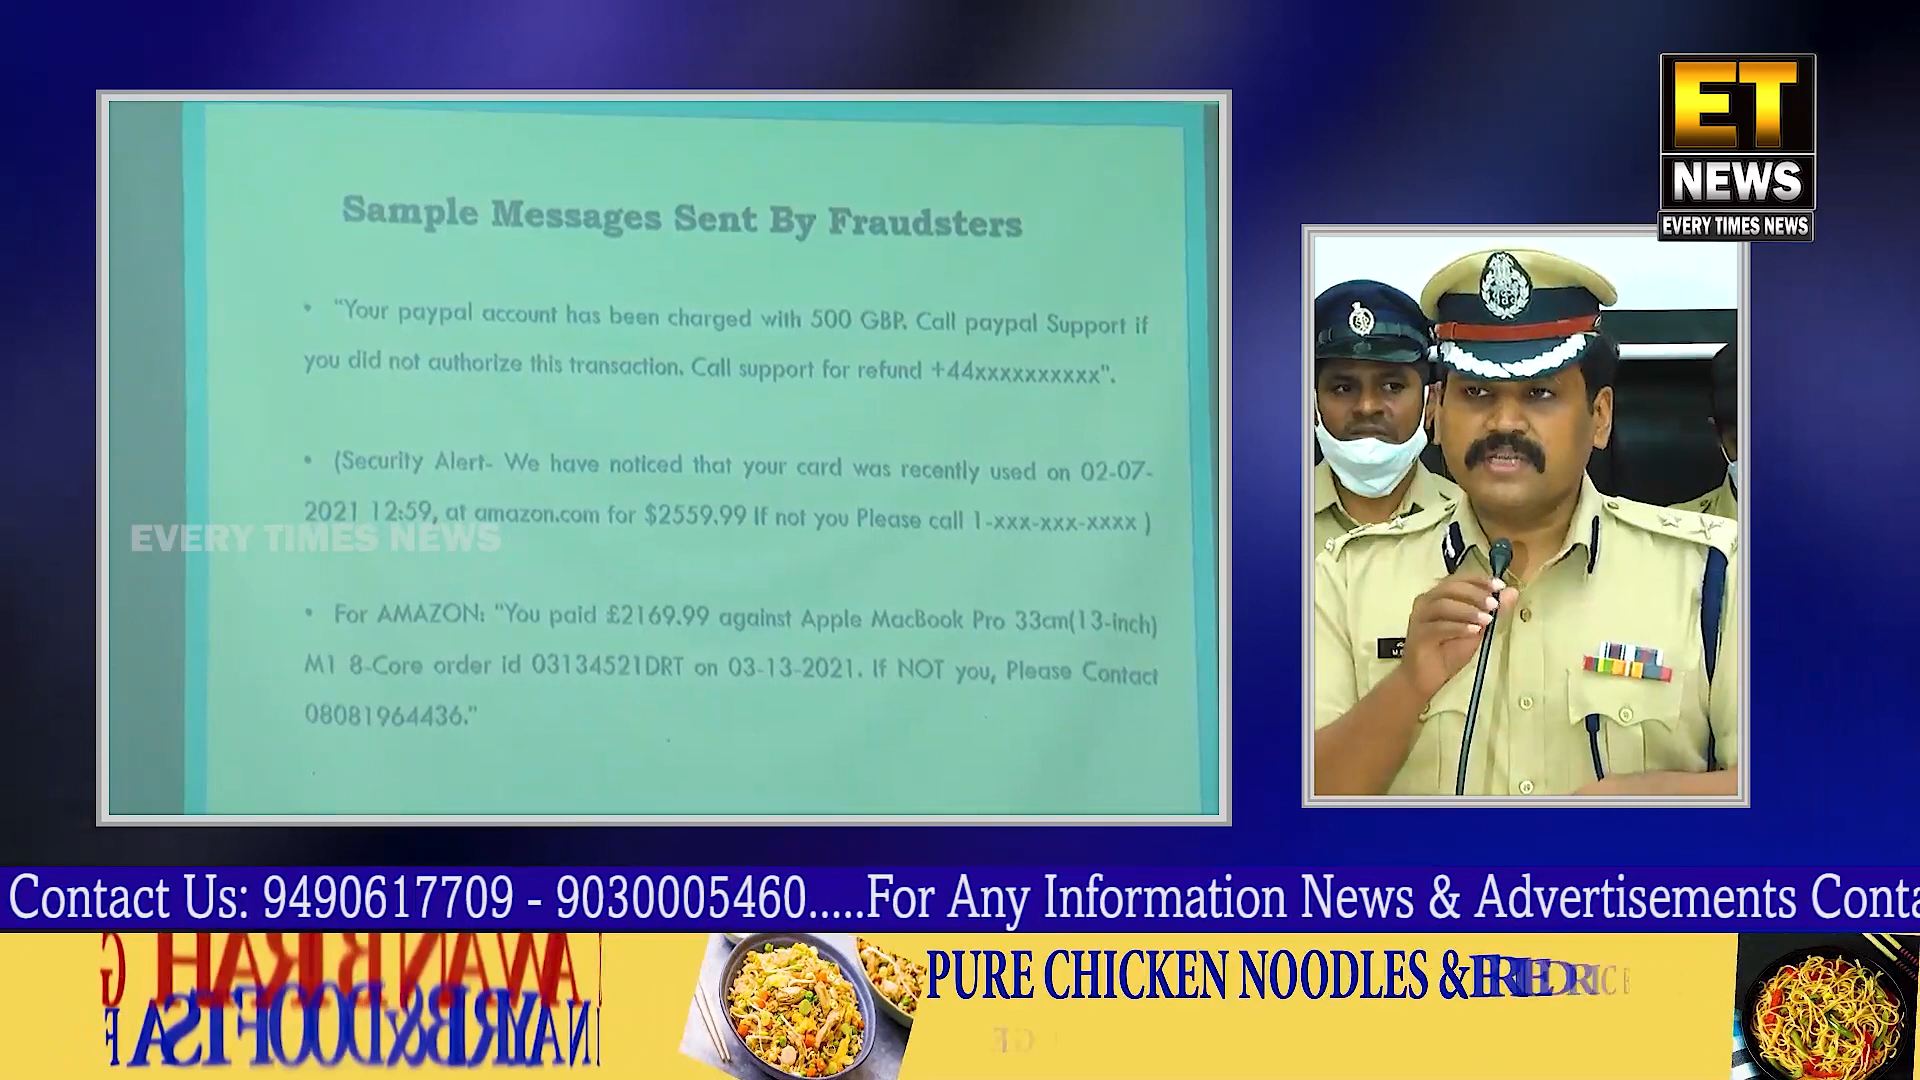 ET
NEWS
EVERY TIMES NEWS
Sample Messages Sent By Fraudsters
• "Your paypal account has been charged with 500 GBP. Call paypal Support if
you did not authorize this transaction. Call support for refund +44xxxxxxxxxx".
• (Security Alert- We have noticed that your card was recently used on 02-07-
2021 12:59, at amazon.com for $2559.99 If not you Please call 1-xxx-xxx-xxxx )
EVERY TIMES NEWS
• For AMAZON: "You paid £2169.99 against Apple MacBook Pro 33cm(13-inch)
M1 8-Core order id 03134521DRT on 03-13-2021. If NOT you, Please Contact
08081964436."
Contact Us: 9490617709 - 9030005460.....For Any Information News & Advertisements Conta
PURE CHICKEN NOODLES &